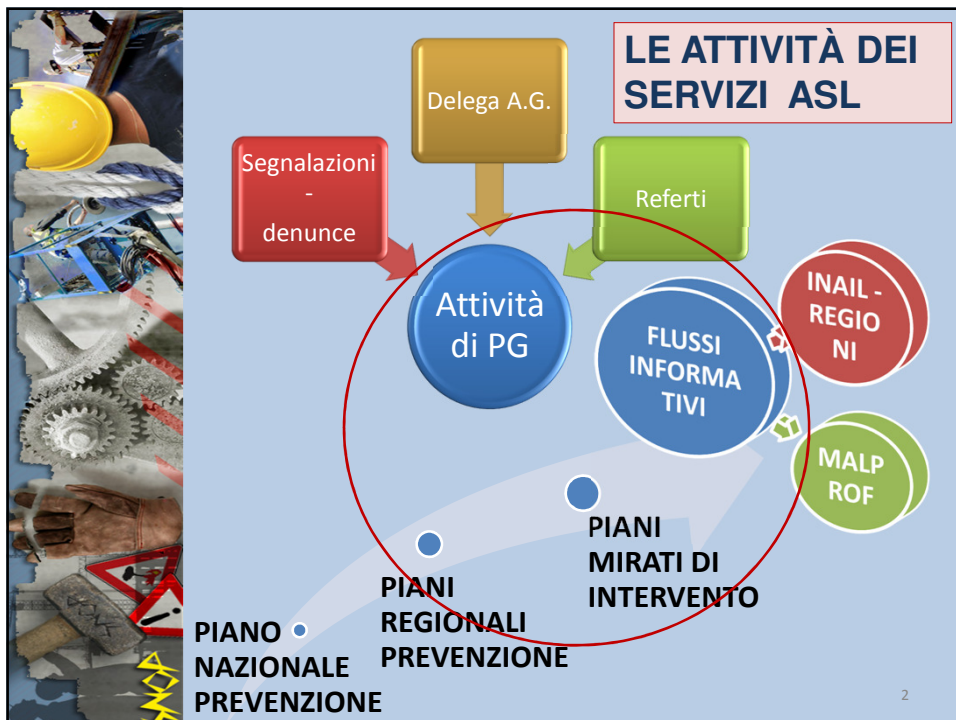 LE ATTIVITÀ DEI
SERVIZI ASL
Delega A.G.
Segnalazioni
-
denunce
Referti
Attività
di PG
FLUSSI
INFORMA
TIVI
INAIL -
REGIO
NI
MALP
ROF
PIANI
MIRATI DI
INTERVENTO
PIANI
REGIONALI
PREVENZIONE
PIANO
NAZIONALE
PREVENZIONE
2